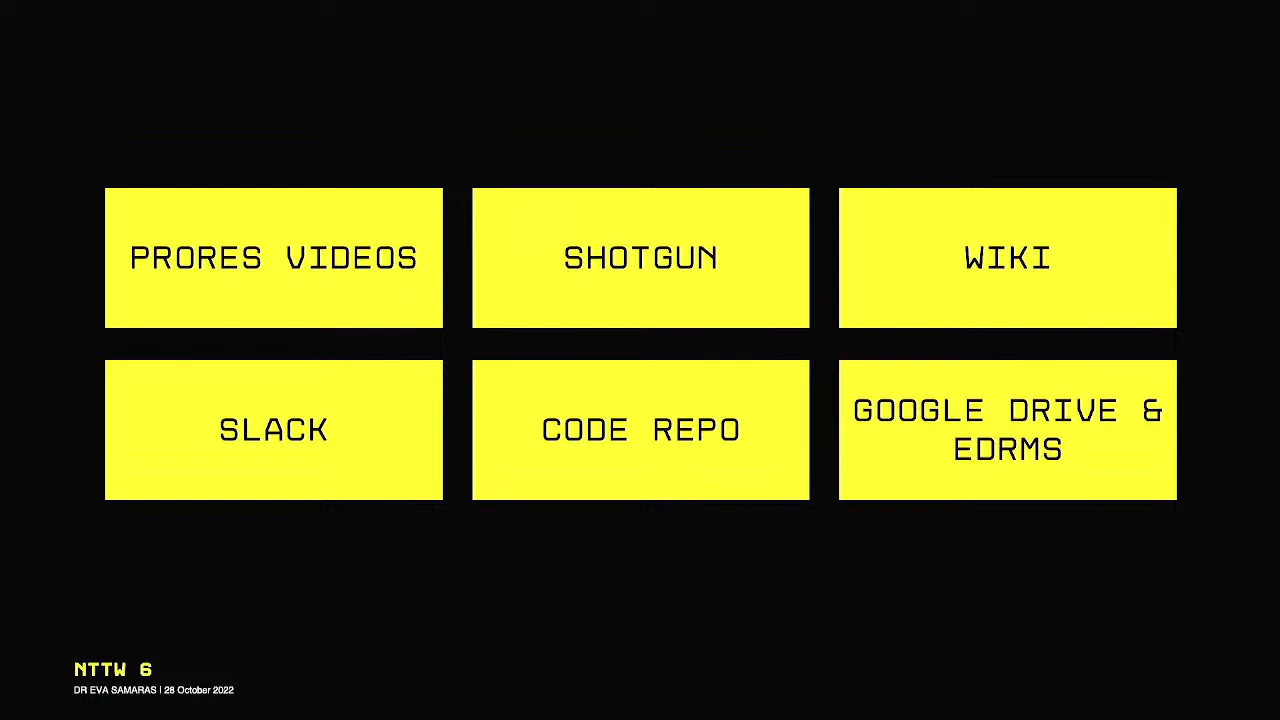 PRORES VIDEOS
SHOTGUN
WIKI
SLACK
CODE REPO
GOOGLE DRIVE &
EDRMS
NTTW 6
DR EVA SAMARAS | 28 October 2022